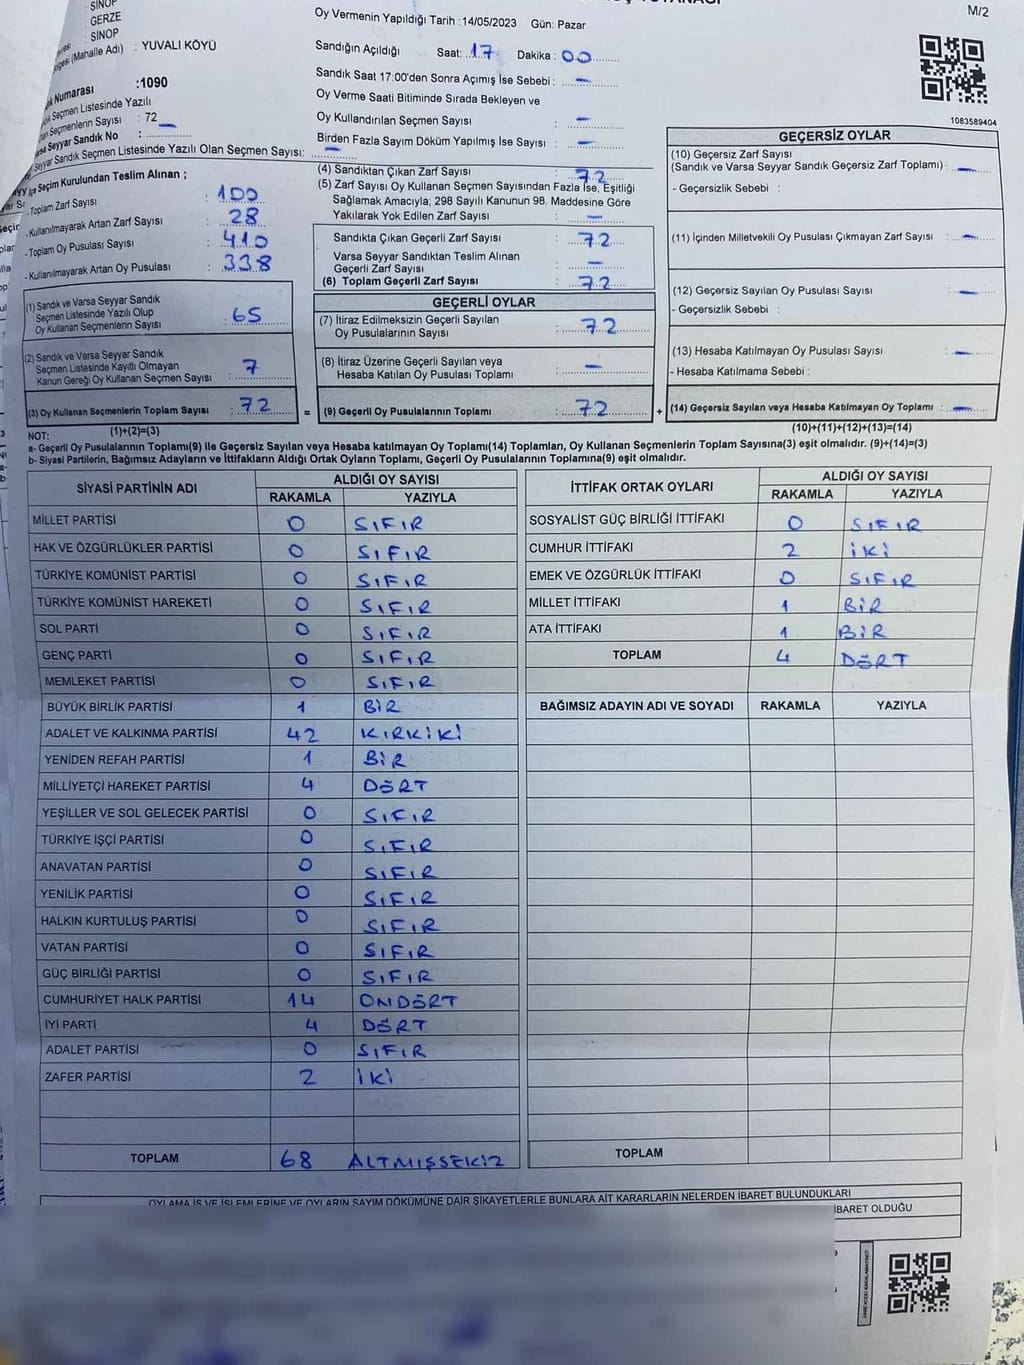 M/2
SİNOP
GERZE
SİNOP
(Mahalle Adı) : YUVALI KÖYÜ
Numarası :1090
Seçmen Listesinde Yazılı
Seçmenlerin Sayısı : 72 -
Varsa Seyyar Sandık No :
Seyyar Sandık Seçmen Listesinde Yazılı Olan Seçmen Sayısı: -
Oy Vermenin Yapıldığı Tarih :14/05/2023 Gün: Pazar
Sandığın Açıldığı Saat: 17 Dakika : 00
Sandık Saat 17:00'den Sonra Açımış İse Sebebi : -
Oy Verme Saati Bitiminde Sırada Bekleyen ve
Oy Kullandırılan Seçmen Sayısı : -
Birden Fazla Sayım Döküm Yapılmış İse Sayısı : -
1083589404
İlçe Seçim Kurulundan Teslim Alınan ;
- Toplam Zarf Sayısı : 100
- Kullanılmayarak Artan Zarf Sayısı : 28
- Toplam Oy Pusulası Sayısı : 410
- Kullanılmayarak Artan Oy Pusulası : 338
(1) Sandık ve Varsa Seyyar Sandık
Seçmen Listesinde Yazılı Olup
Oy Kullanan Seçmenlerin Sayısı : 65
(2) Sandık ve Varsa Seyyar Sandık
Seçmen Listesinde Kayıtlı Olmayan
Kanun Gereği Oy Kullanan Seçmen Sayısı : 7
(3) Oy Kullanan Seçmenlerin Toplam Sayısı : 72
(1)+(2)=(3)
(4) Sandıktan Çıkan Zarf Sayısı : 72
(5) Zarf Sayısı Oy Kullanan Seçmen Sayısından Fazla İse, Eşitliği
Sağlamak Amacıyla; 298 Sayılı Kanunun 98. Maddesine Göre
Yakılarak Yok Edilen Zarf Sayısı : -
Sandıkta Çıkan Geçerli Zarf Sayısı : 72
Varsa Seyyar Sandıktan Teslim Alınan
Geçerli Zarf Sayısı : -
(6) Toplam Geçerli Zarf Sayısı : 72
GEÇERLİ OYLAR
(7) İtiraz Edilmeksizin Geçerli Sayılan
Oy Pusulalarının Sayısı : 72
(8) İtiraz Üzerine Geçerli Sayılan veya
Hesaba Katılan Oy Pusulası Toplamı : -
= (9) Geçerli Oy Pusulalarının Toplamı : 72
GEÇERSİZ OYLAR
(10) Geçersiz Zarf Sayısı
(Sandık ve Varsa Seyyar Sandık Geçersiz Zarf Toplamı) : -
- Geçersizlik Sebebi :
(11) İçinden Milletvekili Oy Pusulası Çıkmayan Zarf Sayısı : -
(12) Geçersiz Sayılan Oy Pusulası Sayısı : -
- Geçersizlik Sebebi :
(13) Hesaba Katılmayan Oy Pusulası Sayısı : -
- Hesaba Katılmama Sebebi :
+ (14) Geçersiz Sayılan veya Hesaba Katılmayan Oy Toplamı : -
(10)+(11)+(12)+(13)=(14)
NOT:
a- Geçerli Oy Pusulalarının Toplamı(9) ile Geçersiz Sayılan veya Hesaba katılmayan Oy Toplamı(14) Toplamları, Oy Kullanan Seçmenlerin Toplam Sayısına(3) eşit olmalıdır. (9)+(14)=(3)
b- Siyasi Partilerin, Bağımsız Adayların ve İttifakların Aldığı Ortak Oyların Toplamı, Geçerli Oy Pusulalarının Toplamına(9) eşit olmalıdır.
SİYASİ PARTİNİN ADI ALDIĞI OY SAYISI
RAKAMLA YAZIYLA
MİLLET PARTİSİ 0 SIFIR
HAK VE ÖZGÜRLÜKLER PARTİSİ 0 SIFIR
TÜRKİYE KOMÜNİST PARTİSİ 0 SIFIR
TÜRKİYE KOMÜNİST HAREKETİ 0 SIFIR
SOL PARTİ 0 SIFIR
GENÇ PARTİ 0 SIFIR
MEMLEKET PARTİSİ 0 SIFIR
BÜYÜK BİRLİK PARTİSİ 1 BİR
ADALET VE KALKINMA PARTİSİ 42 KIRKİKİ
YENİDEN REFAH PARTİSİ 1 BİR
MİLLİYETÇİ HAREKET PARTİSİ 4 DÖRT
YEŞİLLER VE SOL GELECEK PARTİSİ 0 SIFIR
TÜRKİYE İŞÇİ PARTİSİ 0 SIFIR
ANAVATAN PARTİSİ 0 SIFIR
YENİLİK PARTİSİ 0 SIFIR
HALKIN KURTULUŞ PARTİSİ 0 SIFIR
VATAN PARTİSİ 0 SIFIR
GÜÇ BİRLİĞİ PARTİSİ 0 SIFIR
CUMHURİYET HALK PARTİSİ 14 ONDÖRT
İYİ PARTİ 4 DÖRT
ADALET PARTİSİ 0 SIFIR
ZAFER PARTİSİ 2 İKİ
TOPLAM 68 ALTMIŞSEKİZ
İTTİFAK ORTAK OYLARI ALDIĞI OY SAYISI
RAKAMLA YAZIYLA
SOSYALİST GÜÇ BİRLİĞİ İTTİFAKI 0 SIFIR
CUMHUR İTTİFAKI 2 İKİ
EMEK VE ÖZGÜRLÜK İTTİFAKI 0 SIFIR
MİLLET İTTİFAKI 1 BİR
ATA İTTİFAKI 1 BİR
TOPLAM 4 DÖRT
BAĞIMSIZ ADAYIN ADI VE SOYADI RAKAMLA YAZIYLA
TOPLAM
OYLAMA İŞ VE İŞLEMLERİNE VE OYLARIN SAYIM DÖKÜMÜNE DAİR ŞİKAYETLERLE BUNLARA AİT KARARLARIN NELERDEN İBARET BULUNDUKLARI
İBARET OLDUĞU